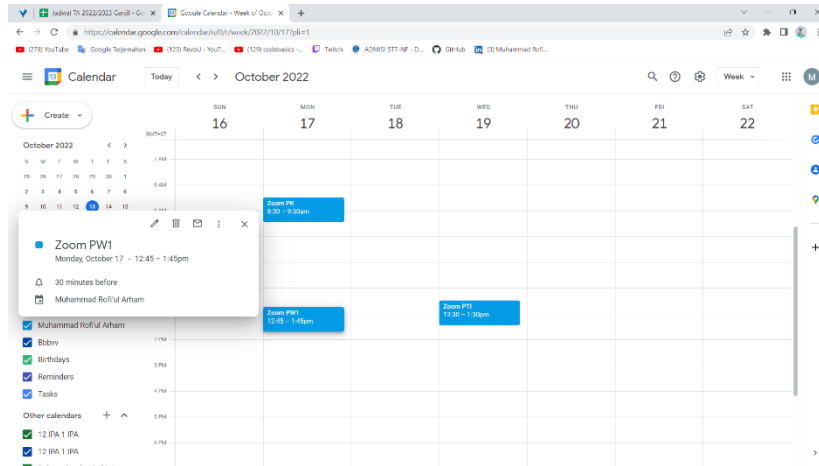 Jadwal TA 2022/2023 Ganjil - Go
Google Calendar - Week of Octo
https://calendar.google.com/calendar/u/0/r/week/2022/10/17?pli=1
(279) YouTube Google Terjemahan (123) RevoU - YouT... (129) codebasics -... Twitch ADMISI STT-NF - D... GitHub (3) Muhammad Rofi...
Calendar Today October 2022 Week M
Create
SUN MON TUE WED THU FRI SAT
16 17 18 19 20 21 22
GMT+07
October 2022
S M T W T F S
25 26 27 28 29 30 1
2 3 4 5 6 7 8
9 10 11 12 13 14 15
7 AM
8 AM
9 AM
Zoom PK
8:30 – 9:30am
Zoom PW1
Monday, October 17 · 12:45 – 1:45pm
30 minutes before
Muhammad Rofi'ul Arham
Zoom PW1
12:45 – 1:45pm
Zoom PTI
12:30 – 1:30pm
Muhammad Rofi'ul Arham
Bbbvv
Birthdays
Reminders
Tasks
2 PM
3 PM
4 PM
5 PM
6 PM
Other calendars
12 IPA 1 IPA
12 IPA 1 IPA